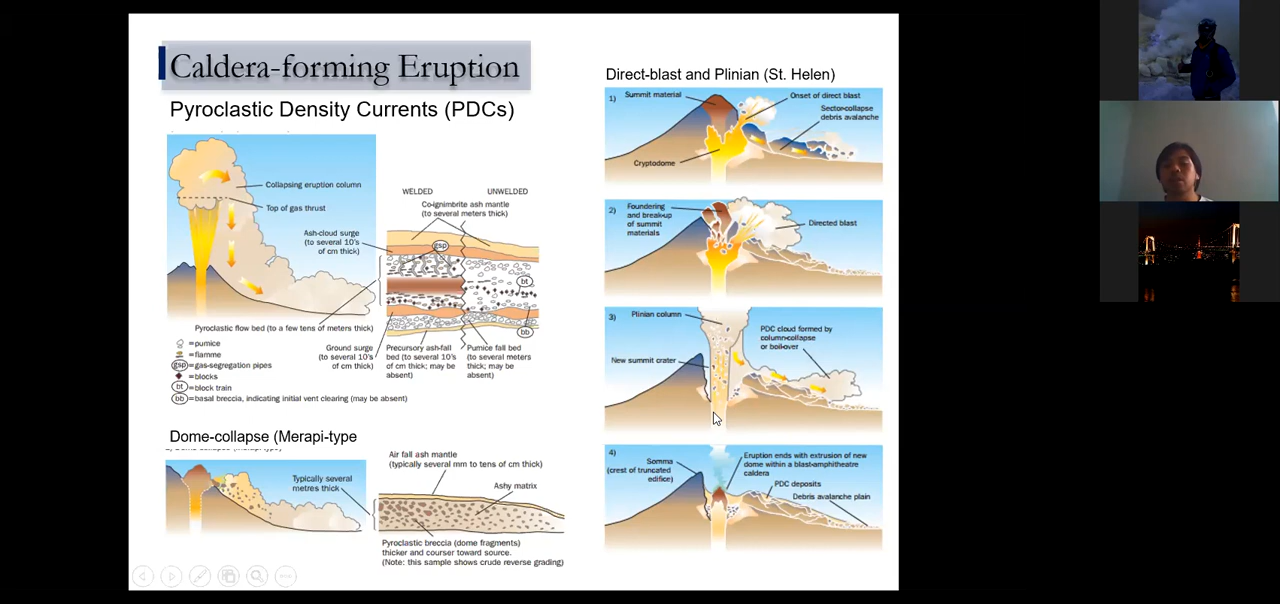 Caldera-forming Eruption
Pyroclastic Density Currents (PDCs)
Collapsing eruption column
Top of gas thrust
WELDED
UNWELDED
Co-ignimbrite ash mantle
(to several meters thick)
Ash-cloud surge
(to several 10's
of cm thick)
gsp
bt
bb
Pyroclastic flow bed (to a few tens of meters thick)
Ground surge
(to several 10's
of cm thick)
Precursory ash-fall
bed (to several 10's
of cm thick; may be
absent)
Pumice fall bed
(to several meters
thick; may be
absent)
=pumice
=fiamme
gsp =gas-segregation pipes
=blocks
bt =block train
bb =basal breccia, indicating initial vent clearing (may be absent)
Dome-collapse (Merapi-type
Typically several
metres thick
Air fall ash mantle
(typically several mm to tens of cm thick)
Ashy matrix
Pyroclastic breccia (dome fragments)
thicker and courser toward source.
(Note: this sample shows crude reverse grading)
Direct-blast and Plinian (St. Helen)
1)
Summit material
Onset of direct blast
Sector-collapse
debris avalanche
Cryptodome
2)
Foundering
and break-up
of summit
materials
Directed blast
3)
Plinian column
PDC cloud formed by
column-collapse
or boil-over
New summit crater
4)
Somma
(crest of truncated
edifice)
Eruption ends with extrusion of new
dome within a blast-amphitheatre
caldera
PDC deposits
Debris avalanche plain